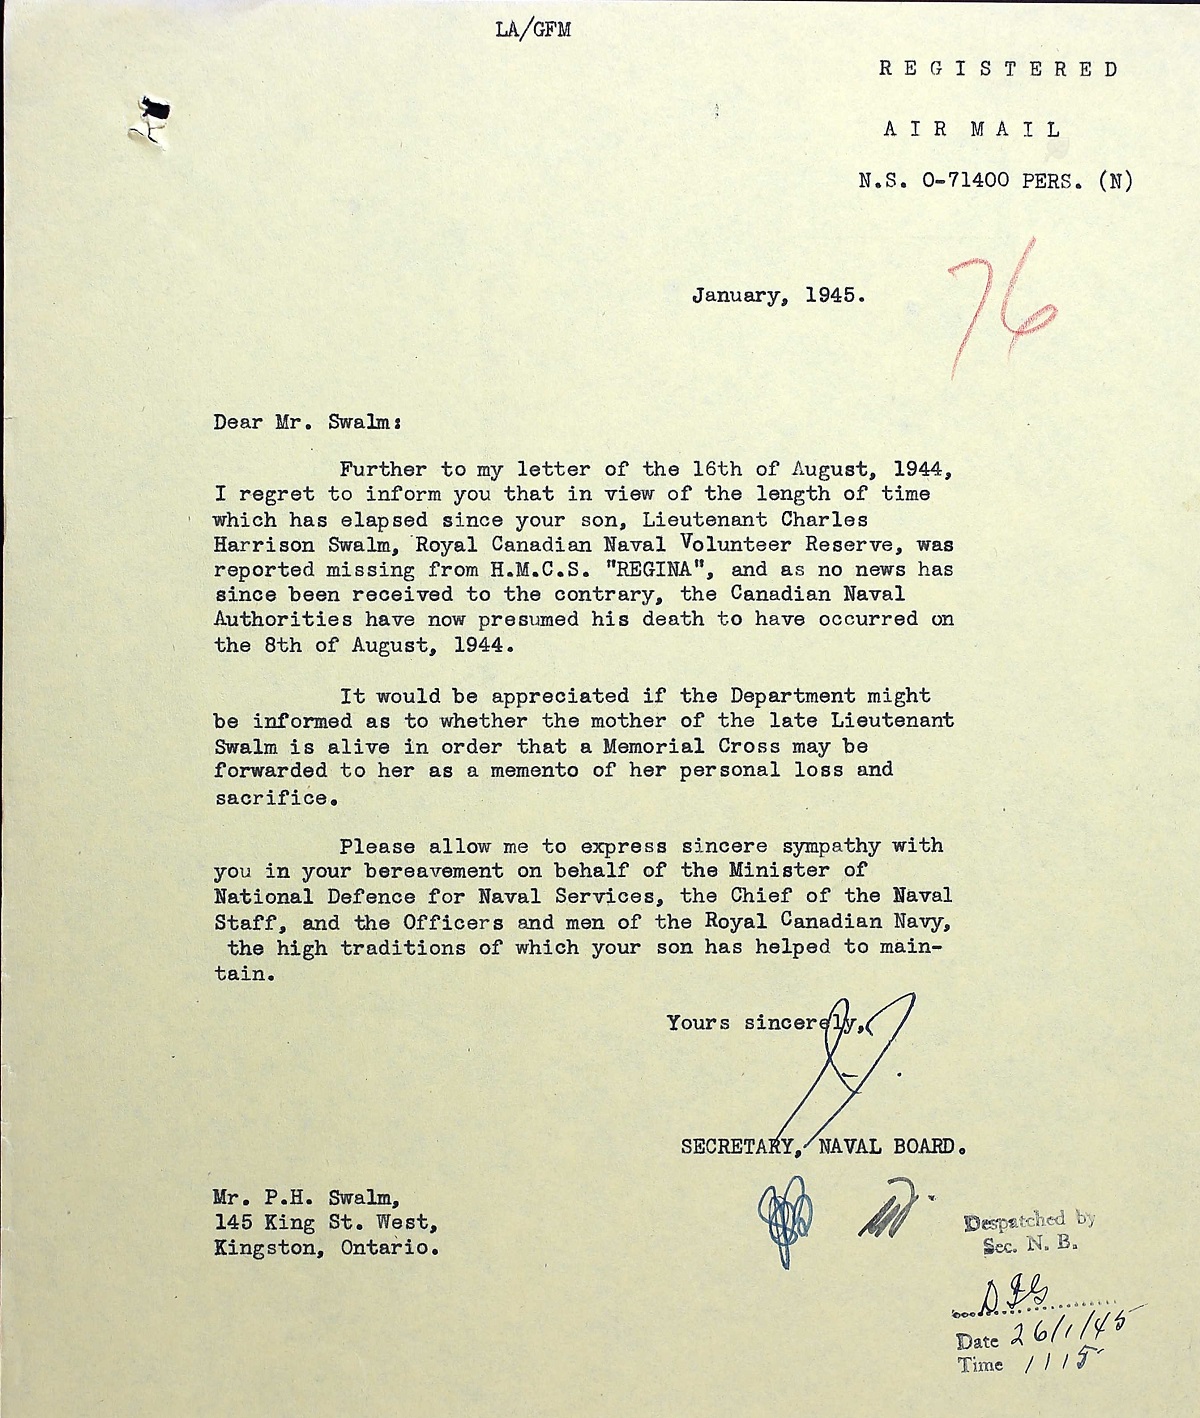 LA/GFM
REGISTERED
AIR MAIL
N.S. 0-71400 PERS. (N)
76
January, 1945.
Dear Mr. Swalm:
Further to my letter of the 16th of August, 1944,
I regret to inform you that in view of the length of time
which has elapsed since your son, Lieutenant Charles
Harrison Swalm, Royal Canadian Naval Volunteer Reserve, was
reported missing from H.M.C.S. "REGINA", and as no news has
since been received to the contrary, the Canadian Naval
Authorities have now presumed his death to have occurred on
the 8th of August, 1944.
It would be appreciated if the Department might
be informed as to whether the mother of the late Lieutenant
Swalm is alive in order that a Memorial Cross may be
forwarded to her as a memento of her personal loss and
sacrifice.
Please allow me to express sincere sympathy with
you in your bereavement on behalf of the Minister of
National Defence for Naval Services, the Chief of the Naval
Staff, and the Officers and men of the Royal Canadian Navy,
the high traditions of which your son has helped to main-
tain.
Yours sincerely,
SECRETARY, NAVAL BOARD.
Mr. P.H. Swalm,
145 King St. West,
Kingston, Ontario.
Despatched by
Sec. N. B.
Date 26/1/45
Time 1115